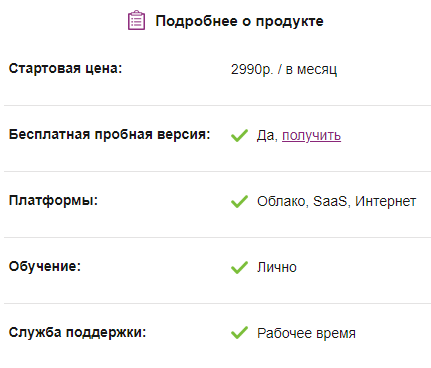 Подробнее о продукте
Стартовая цена: 2990р. / в месяц
Бесплатная пробная версия: Да, получить
Платформы: Облако, SaaS, Интернет
Обучение: Лично
Служба поддержки: Рабочее время